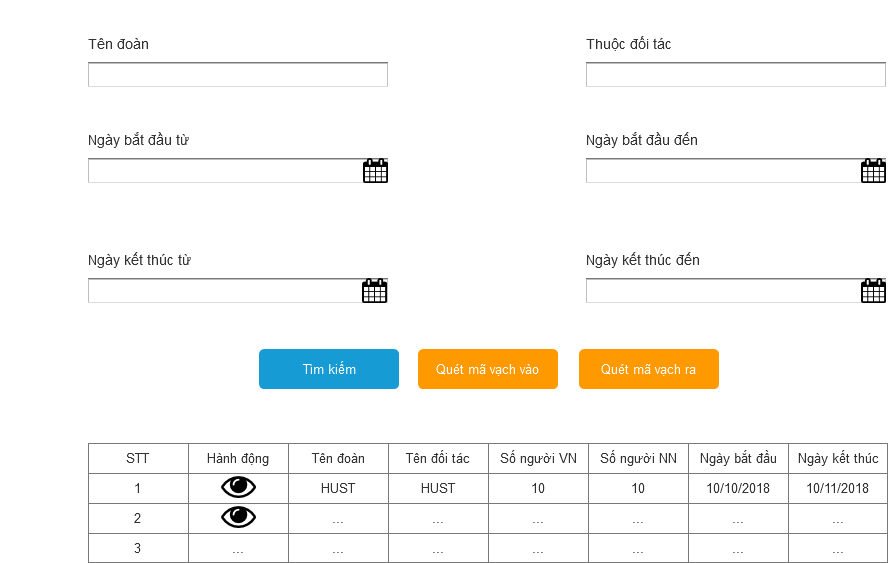 Tên đoàn Thuộc đối tác
Ngày bắt đầu từ Ngày bắt đầu đến
Ngày kết thúc từ Ngày kết thúc đến
Tìm kiếm Quét mã vạch vào Quét mã vạch ra
STT Hành động Tên đoàn Tên đối tác Số người VN Số người NN Ngày bắt đầu Ngày kết thúc
1 HUST HUST 10 10 10/10/2018 10/11/2018
2 ... ... ... ... ... ...
3 ... ... ... ... ... ... ...